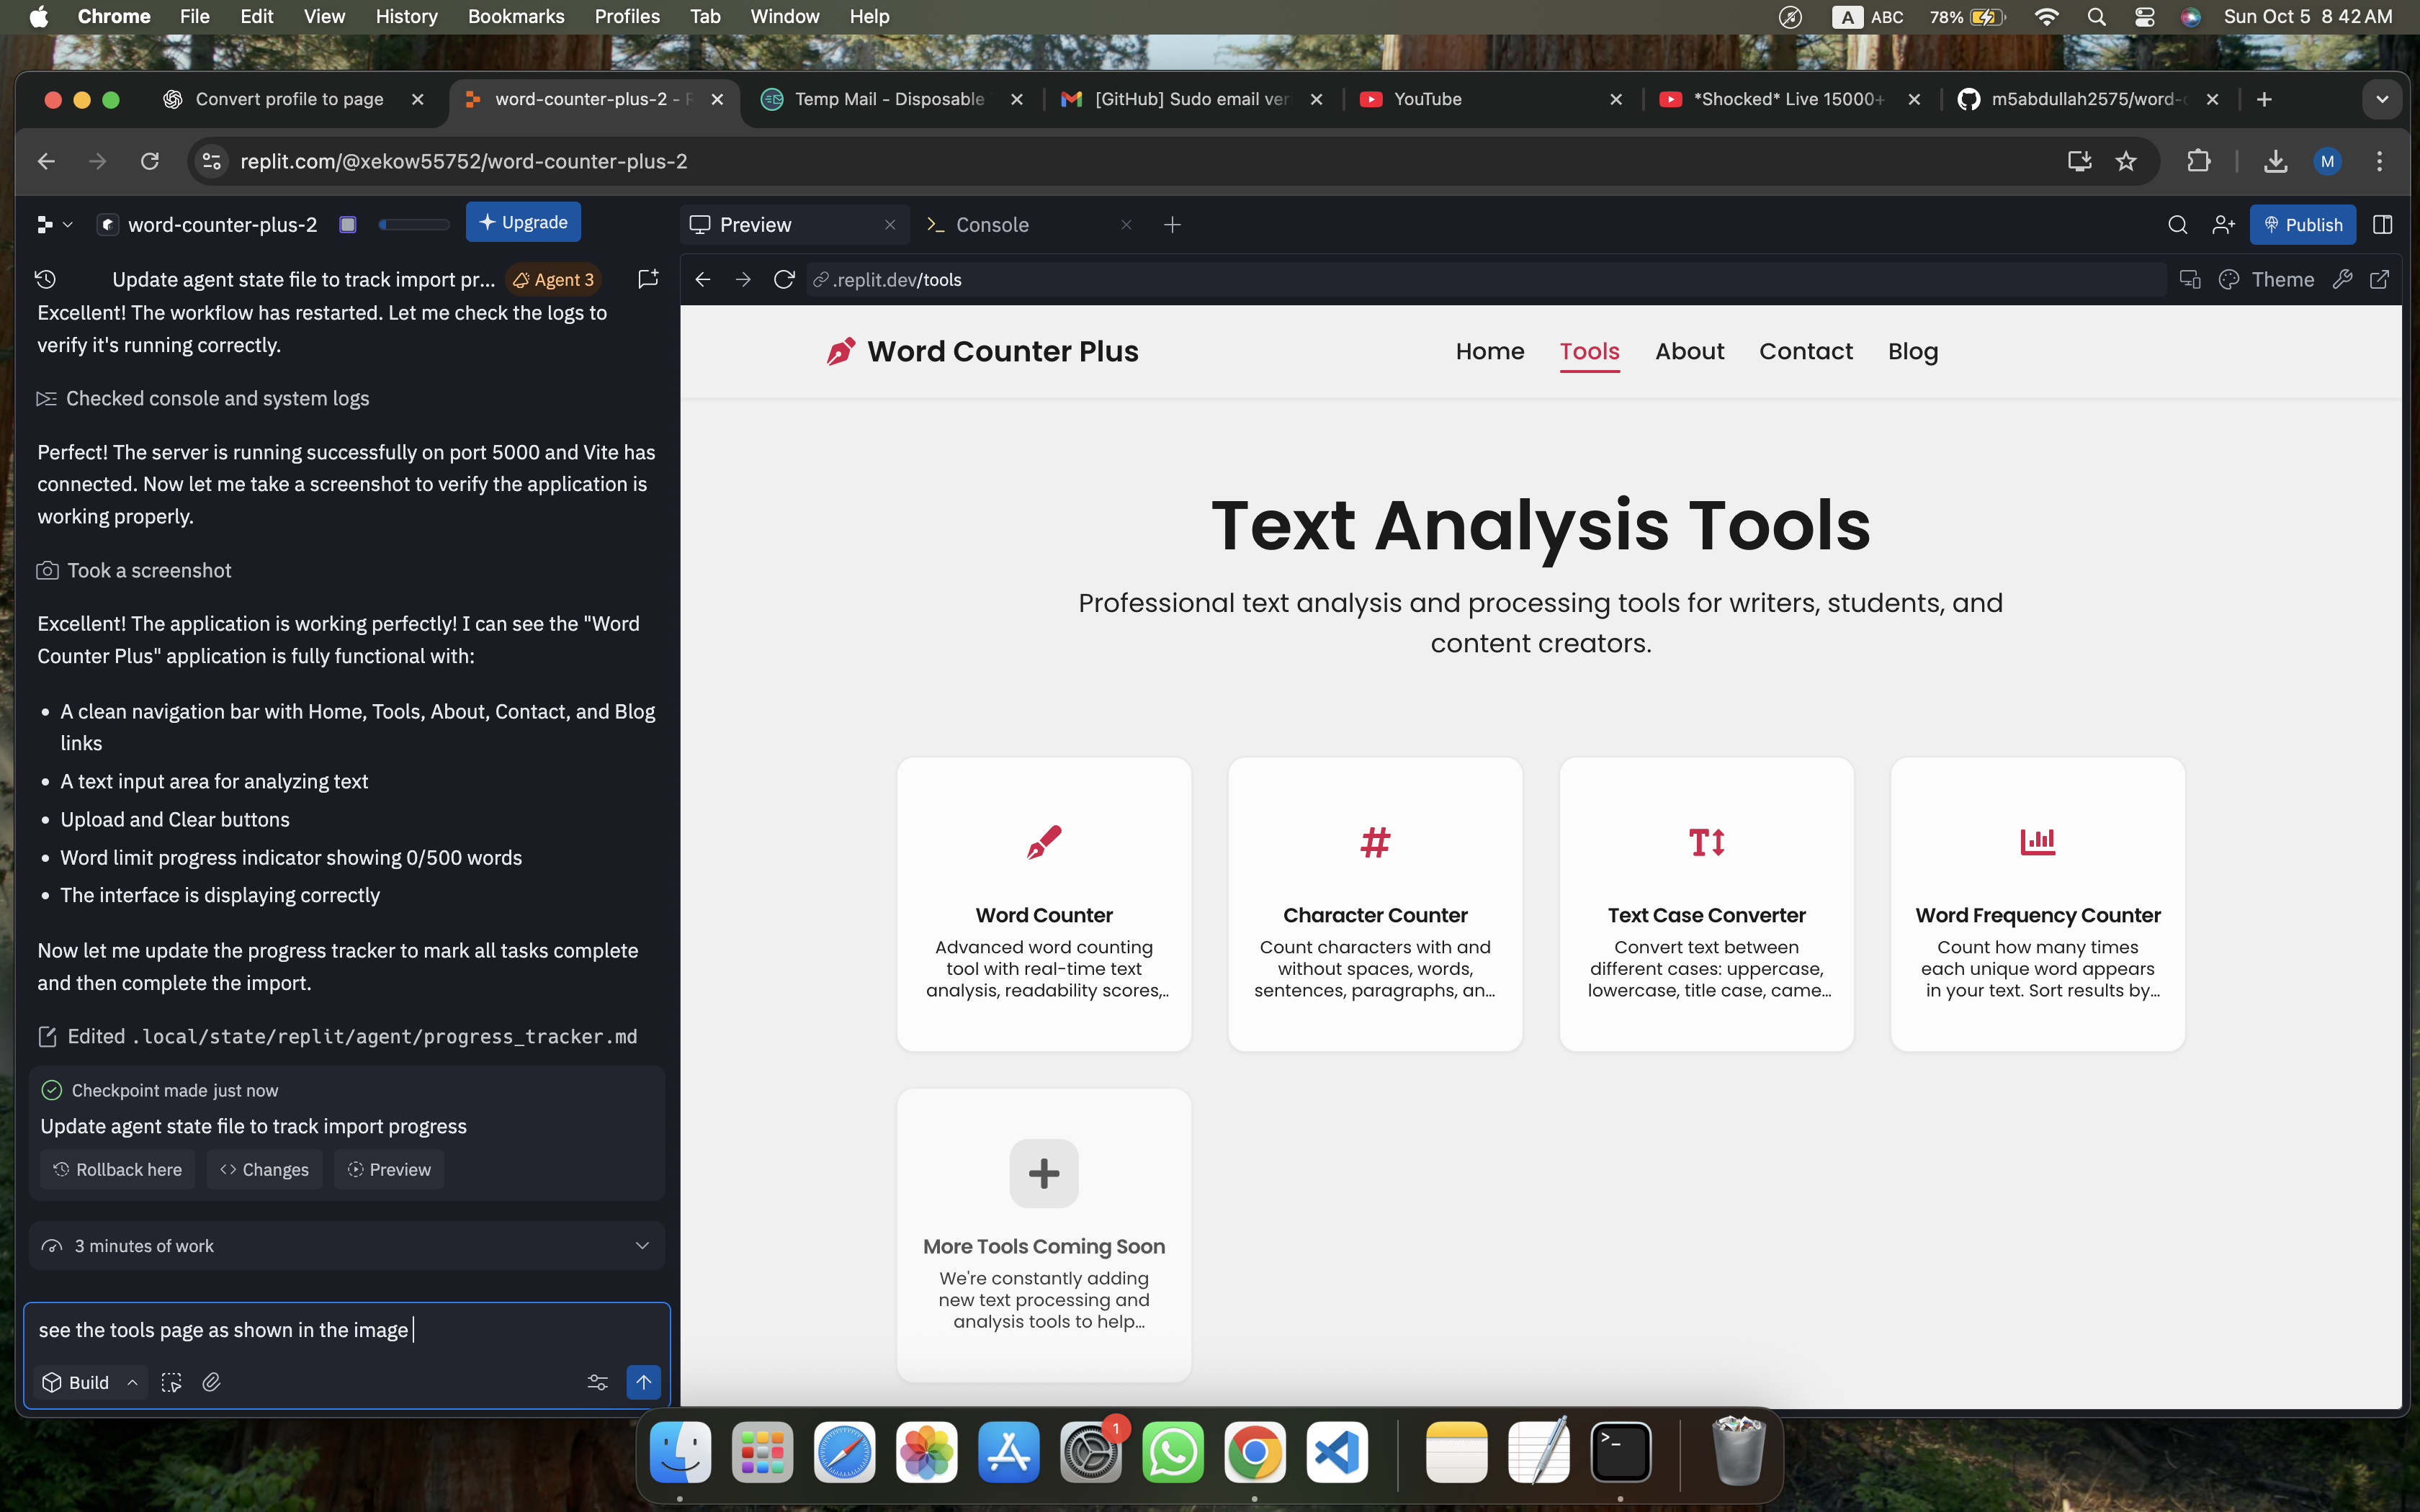 Chrome File Edit View History Bookmarks Profiles Tab Window Help
A ABC 78% Sun Oct 5 8 42 AM
Convert profile to page
word-counter-plus-2 - R
Temp Mail - Disposable
[GitHub] Sudo email ver
YouTube
*Shocked* Live 15000+
m5abdullah2575/word-c
replit.com/@xekow55752/word-counter-plus-2
M
word-counter-plus-2
Upgrade
Preview
Console
Publish
Update agent state file to track import pr...
Agent 3
.replit.dev/tools
Theme
Excellent! The workflow has restarted. Let me check the logs to
verify it's running correctly.
Checked console and system logs
Perfect! The server is running successfully on port 5000 and Vite has
connected. Now let me take a screenshot to verify the application is
working properly.
Took a screenshot
Excellent! The application is working perfectly! I can see the "Word
Counter Plus" application is fully functional with:
• A clean navigation bar with Home, Tools, About, Contact, and Blog
links
• A text input area for analyzing text
• Upload and Clear buttons
• Word limit progress indicator showing 0/500 words
• The interface is displaying correctly
Now let me update the progress tracker to mark all tasks complete
and then complete the import.
Edited .local/state/replit/agent/progress_tracker.md
Checkpoint made just now
Update agent state file to track import progress
Rollback here
Changes
Preview
3 minutes of work
see the tools page as shown in the image
Build
Word Counter Plus
Home Tools About Contact Blog
Text Analysis Tools
Professional text analysis and processing tools for writers, students, and
content creators.
Word Counter
Advanced word counting
tool with real-time text
analysis, readability scores,..
#
Character Counter
Count characters with and
without spaces, words,
sentences, paragraphs, an...
T
Text Case Converter
Convert text between
different cases: uppercase,
lowercase, title case, came...
Word Frequency Counter
Count how many times
each unique word appears
in your text. Sort results by...
More Tools Coming Soon
We're constantly adding
new text processing and
analysis tools to help...
1